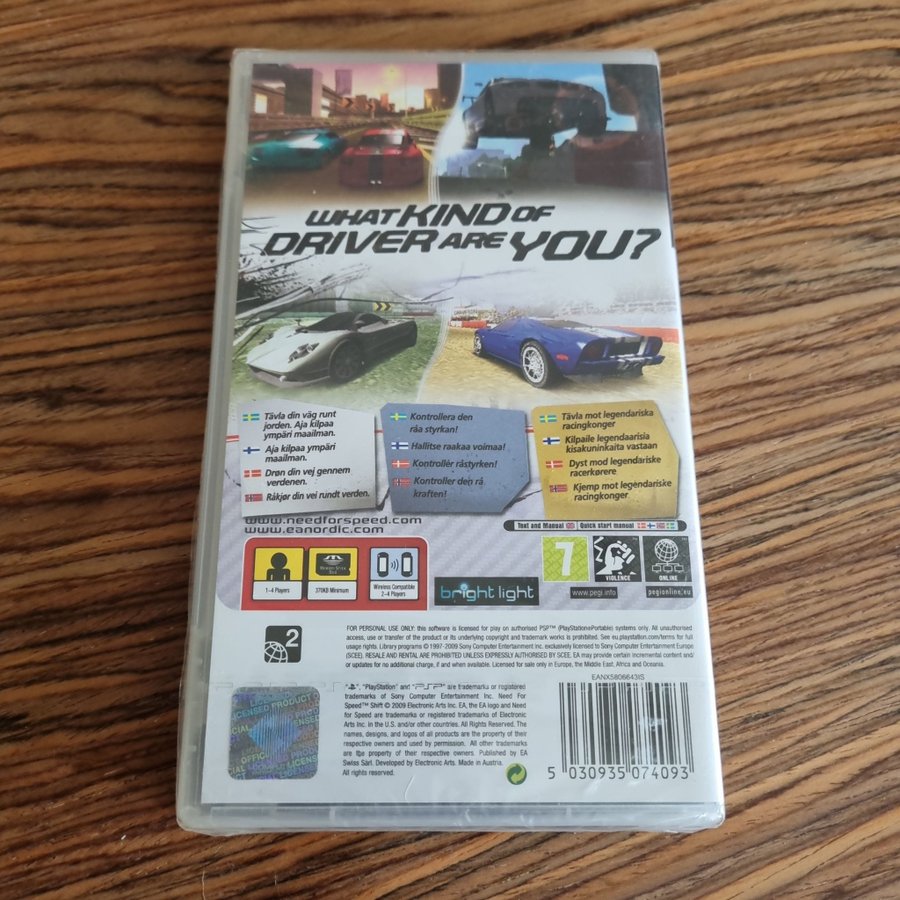 WHAT KIND OF
DRIVER ARE YOU?
Tävla din väg runt
jorden. Aja kilpaa
ympäri maailman.
Aja kilpaa ympäri
maailman.
Drøn din vej gennem
verdenen.
Råkjør din vei rundt verden.
Kontrollera den
råa styrkan!
Hallitse raakaa voimaa!
Kontrollér råstyrken!
Kontroller den rå
kraften!
Tävla mot legendariska
racingkonger
Kilpaile legendaarisia
kisakuninkaita vastaan
Dyst mod legendariske
racerkørere
Kjemp mot legendariske
racingkonger
www.needforspeed.com
www.eanordic.com
Text and Manual
Quick start manual
1-4 Players
370KB Minimum
Wireless Compatible
2-4 Players
bright light
7
VIOLENCE
ONLINE
www.pegi.info
pegionline.eu
2
FOR PERSONAL USE ONLY: this software is licensed for play on authorised PSP™ (PlayStation®Portable) systems only. All unauthorised
access, use or transfer of the product or its underlying copyright and trademark works is prohibited. See eu.playstation.com/terms for full
usage rights. Library programs ©1997-2009 Sony Computer Entertainment Inc. exclusively licensed to Sony Computer Entertainment Europe
(SCEE). RESALE AND RENTAL ARE PROHIBITED UNLESS EXPRESSLY AUTHORISED BY SCEE. EA may provide certain incremental content and/
or updates for no additional charge, if and when available. Licensed for sale only in Europe, the Middle East, Africa and Oceania.
EANX5806643IS
"PlayStation" and "PSP" are trademarks or registered
trademarks of Sony Computer Entertainment Inc. Need For
Speed™ Shift © 2009 Electronic Arts Inc. EA, the EA logo and Need
for Speed are trademarks or registered trademarks of Electronic
Arts Inc. in the U.S. and/or other countries. All Rights Reserved. The
names, designs, and logos of all products are the property of their
respective owners and used by permission. All other trademarks
are the property of their respective owners. Published by EA
Swiss Sàrl. Developed by Electronic Arts Inc. Made in Austria.
All rights reserved.
5 030935 074093